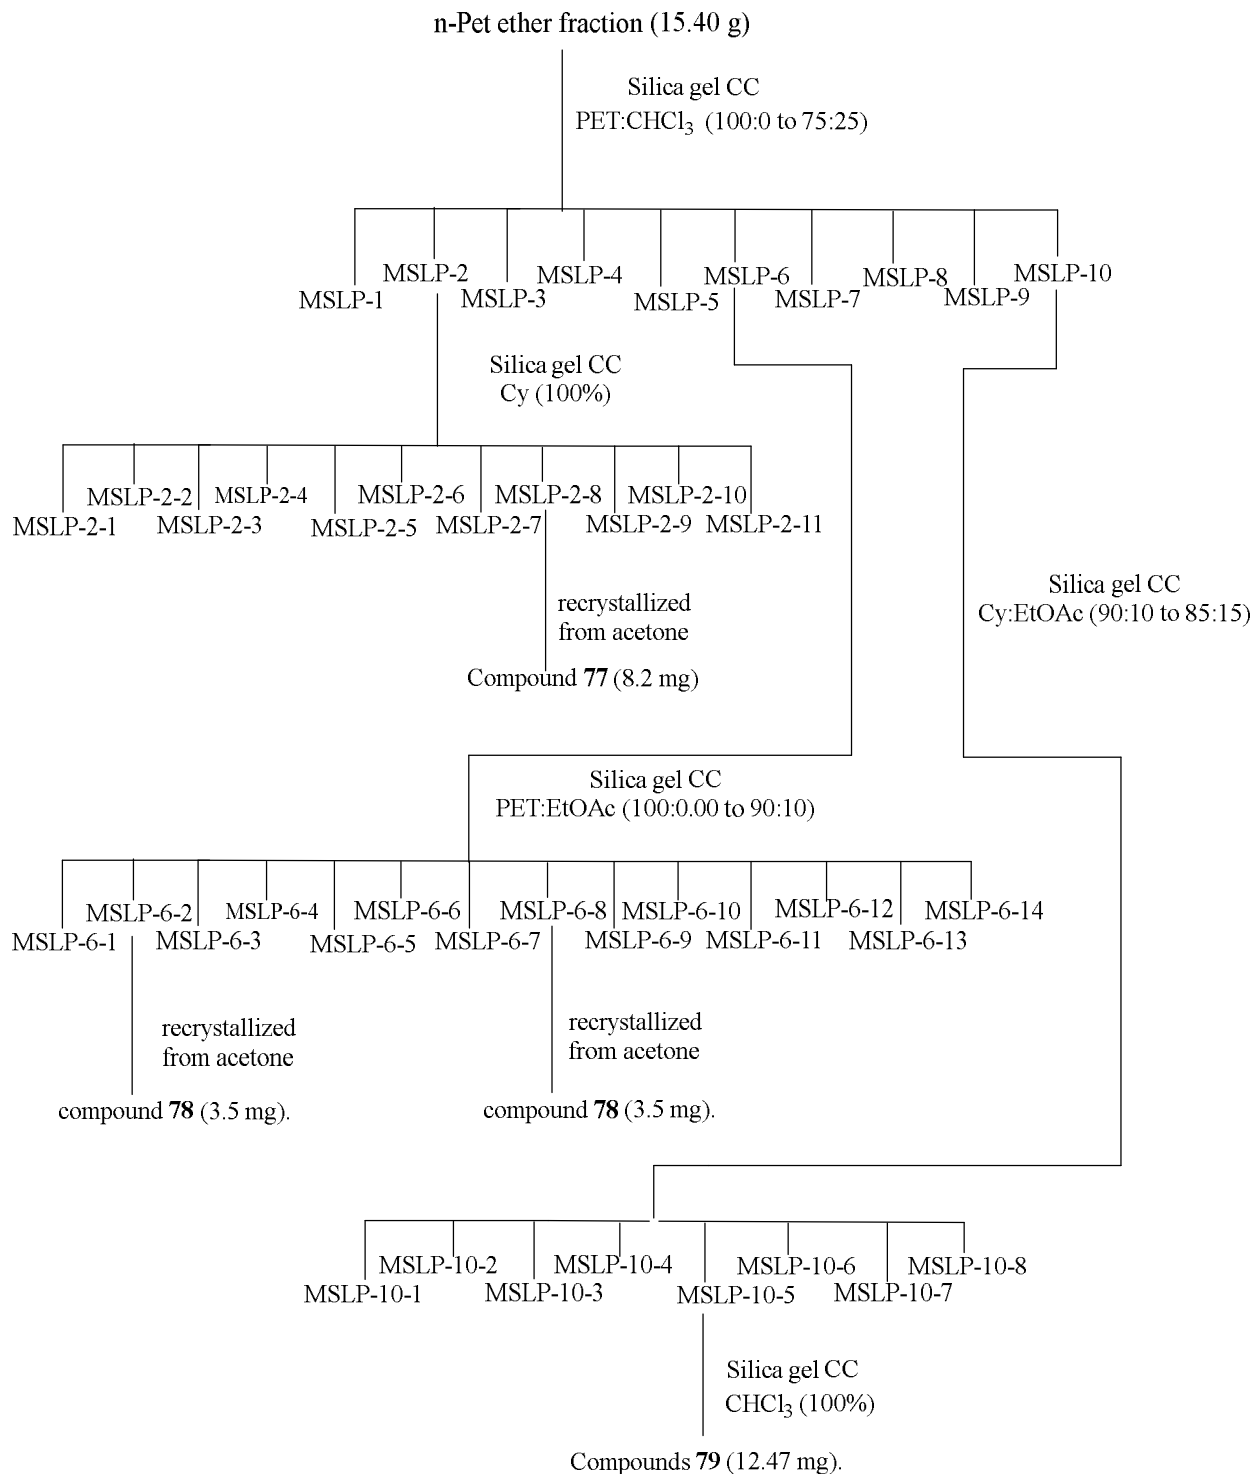 n-Pet ether fraction (15.40 g)
Silica gel CC
PET:CHCl3 (100:0 to 75:25)
MSLP-1
MSLP-2
MSLP-3
MSLP-4
MSLP-5
MSLP-6
MSLP-7
MSLP-8
MSLP-9
MSLP-10
Silica gel CC
Cy (100%)
MSLP-2-1
MSLP-2-2
MSLP-2-3
MSLP-2-4
MSLP-2-5
MSLP-2-6
MSLP-2-7
MSLP-2-8
MSLP-2-9
MSLP-2-10
MSLP-2-11
recrystallized
from acetone
Compound 77 (8.2 mg)
Silica gel CC
Cy:EtOAc (90:10 to 85:15)
Silica gel CC
PET:EtOAc (100:0.00 to 90:10)
MSLP-6-1
MSLP-6-2
MSLP-6-3
MSLP-6-4
MSLP-6-5
MSLP-6-6
MSLP-6-7
MSLP-6-8
MSLP-6-9
MSLP-6-10
MSLP-6-11
MSLP-6-12
MSLP-6-13
MSLP-6-14
recrystallized
from acetone
compound 78 (3.5 mg).
recrystallized
from acetone
compound 78 (3.5 mg).
MSLP-10-1
MSLP-10-2
MSLP-10-3
MSLP-10-4
MSLP-10-5
MSLP-10-6
MSLP-10-7
MSLP-10-8
Silica gel CC
CHCl3 (100%)
Compounds 79 (12.47 mg).